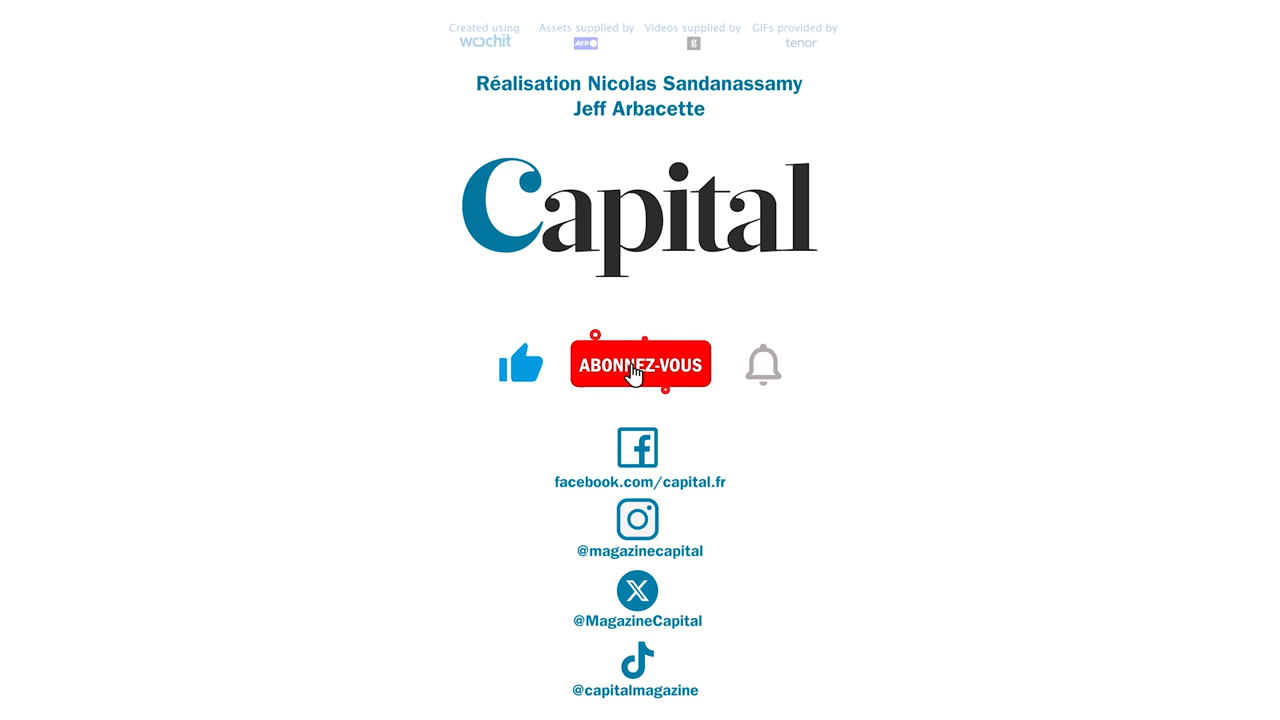 Created using Assets supplied by Videos supplied by GIFs provided by
wochit AFP g tenor
Réalisation Nicolas Sandanassamy
Jeff Arbacette
Capital
ABONNEZ-VOUS
facebook.com/capital.fr
@magazinecapital
@MagazineCapital
@capitalmagazine